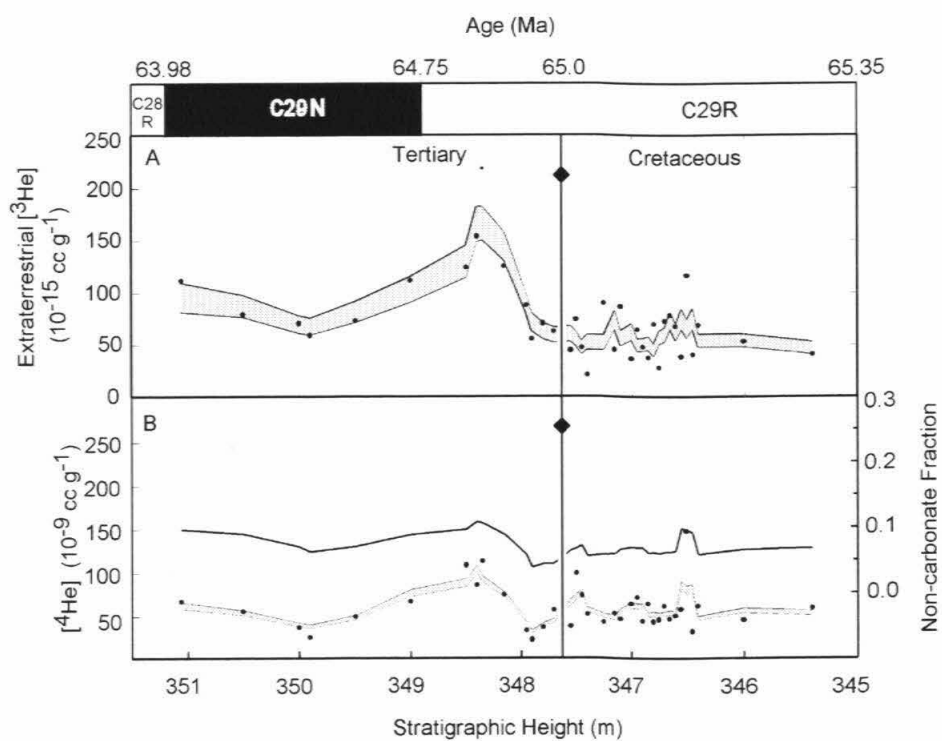 Age (Ma)
63.98 64.75 65.0 65.35
C28 R C29N C29R
A Tertiary Cretaceous
Extraterrestrial [³He]
(10⁻¹⁵ cc g⁻¹)
250
200
150
100
50
0
B
[⁴He] (10⁻⁹ cc g⁻¹)
250
200
150
100
50
0
0.3
0.2
0.1
0.0
Non-carbonate Fraction
351 350 349 348 347 346 345
Stratigraphic Height (m)